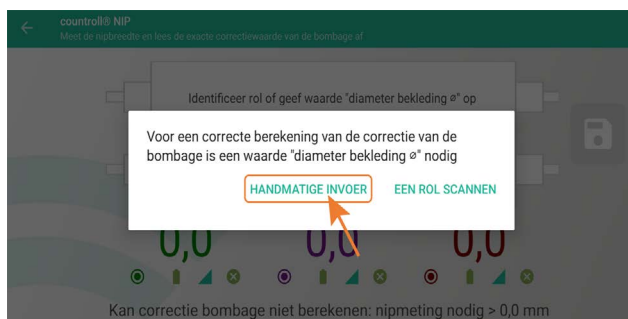 countroll® NIP
Meet de nipbreedte en lees de exacte correctiewaarde van de bombage af
Identificeer rol of geef waarde "diameter bekleding ø" op
Voor een correcte berekening van de correctie van de
bombage is een waarde "diameter bekleding ø" nodig
HANDMATIGE INVOER EEN ROL SCANNEN
0,0 0,0 0,0
Kan correctie bombage niet berekenen: nipmeting nodig > 0,0 mm